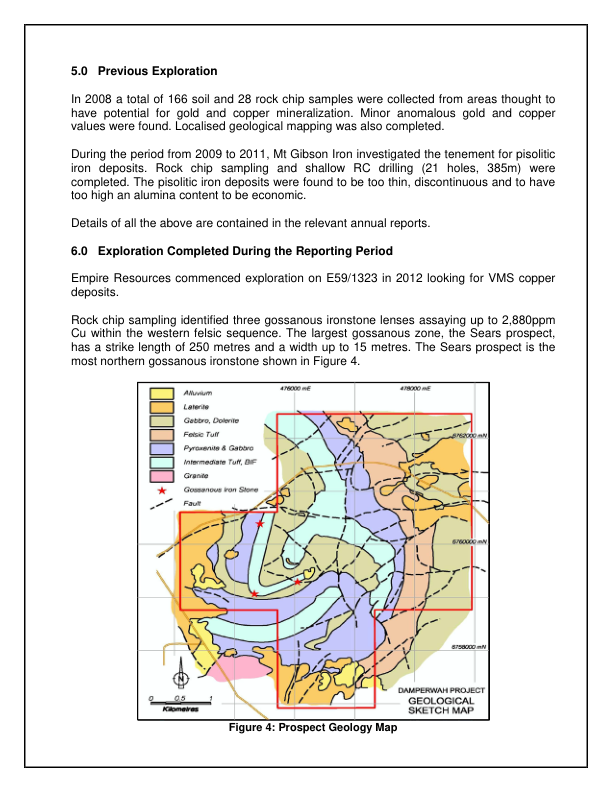 5.0 Previous Exploration
In 2008 a total of 166 soil and 28 rock chip samples were collected from areas thought to
have potential for gold and copper mineralization. Minor anomalous gold and copper
values were found. Localised geological mapping was also completed.
During the period from 2009 to 2011, Mt Gibson Iron investigated the tenement for pisolitic
iron deposits. Rock chip sampling and shallow RC drilling (21 holes, 385m) were
completed. The pisolitic iron deposits were found to be too thin, discontinuous and to have
too high an alumina content to be economic.
Details of all the above are contained in the relevant annual reports.
6.0 Exploration Completed During the Reporting Period
Empire Resources commenced exploration on E59/1323 in 2012 looking for VMS copper
deposits.
Rock chip sampling identified three gossanous ironstone lenses assaying up to 2,880ppm
Cu within the western felsic sequence. The largest gossanous zone, the Sears prospect,
has a strike length of 250 metres and a width up to 15 metres. The Sears prospect is the
most northern gossanous ironstone shown in Figure 4.
476000 mE
478000 mE
Alluvium
Laterite
Gabbro, Dolerite
Felsic Tuff
Pyroxenite & Gabbro
Intermediate Tuff, BIF
Granite
Gossanous Iron Stone
Fault
6762000 mN
6760000 mN
6758000 mN
N
0 0.5 1
Kilometres
DAMPERWAH PROJECT
GEOLOGICAL
SKETCH MAP
Figure 4: Prospect Geology Map